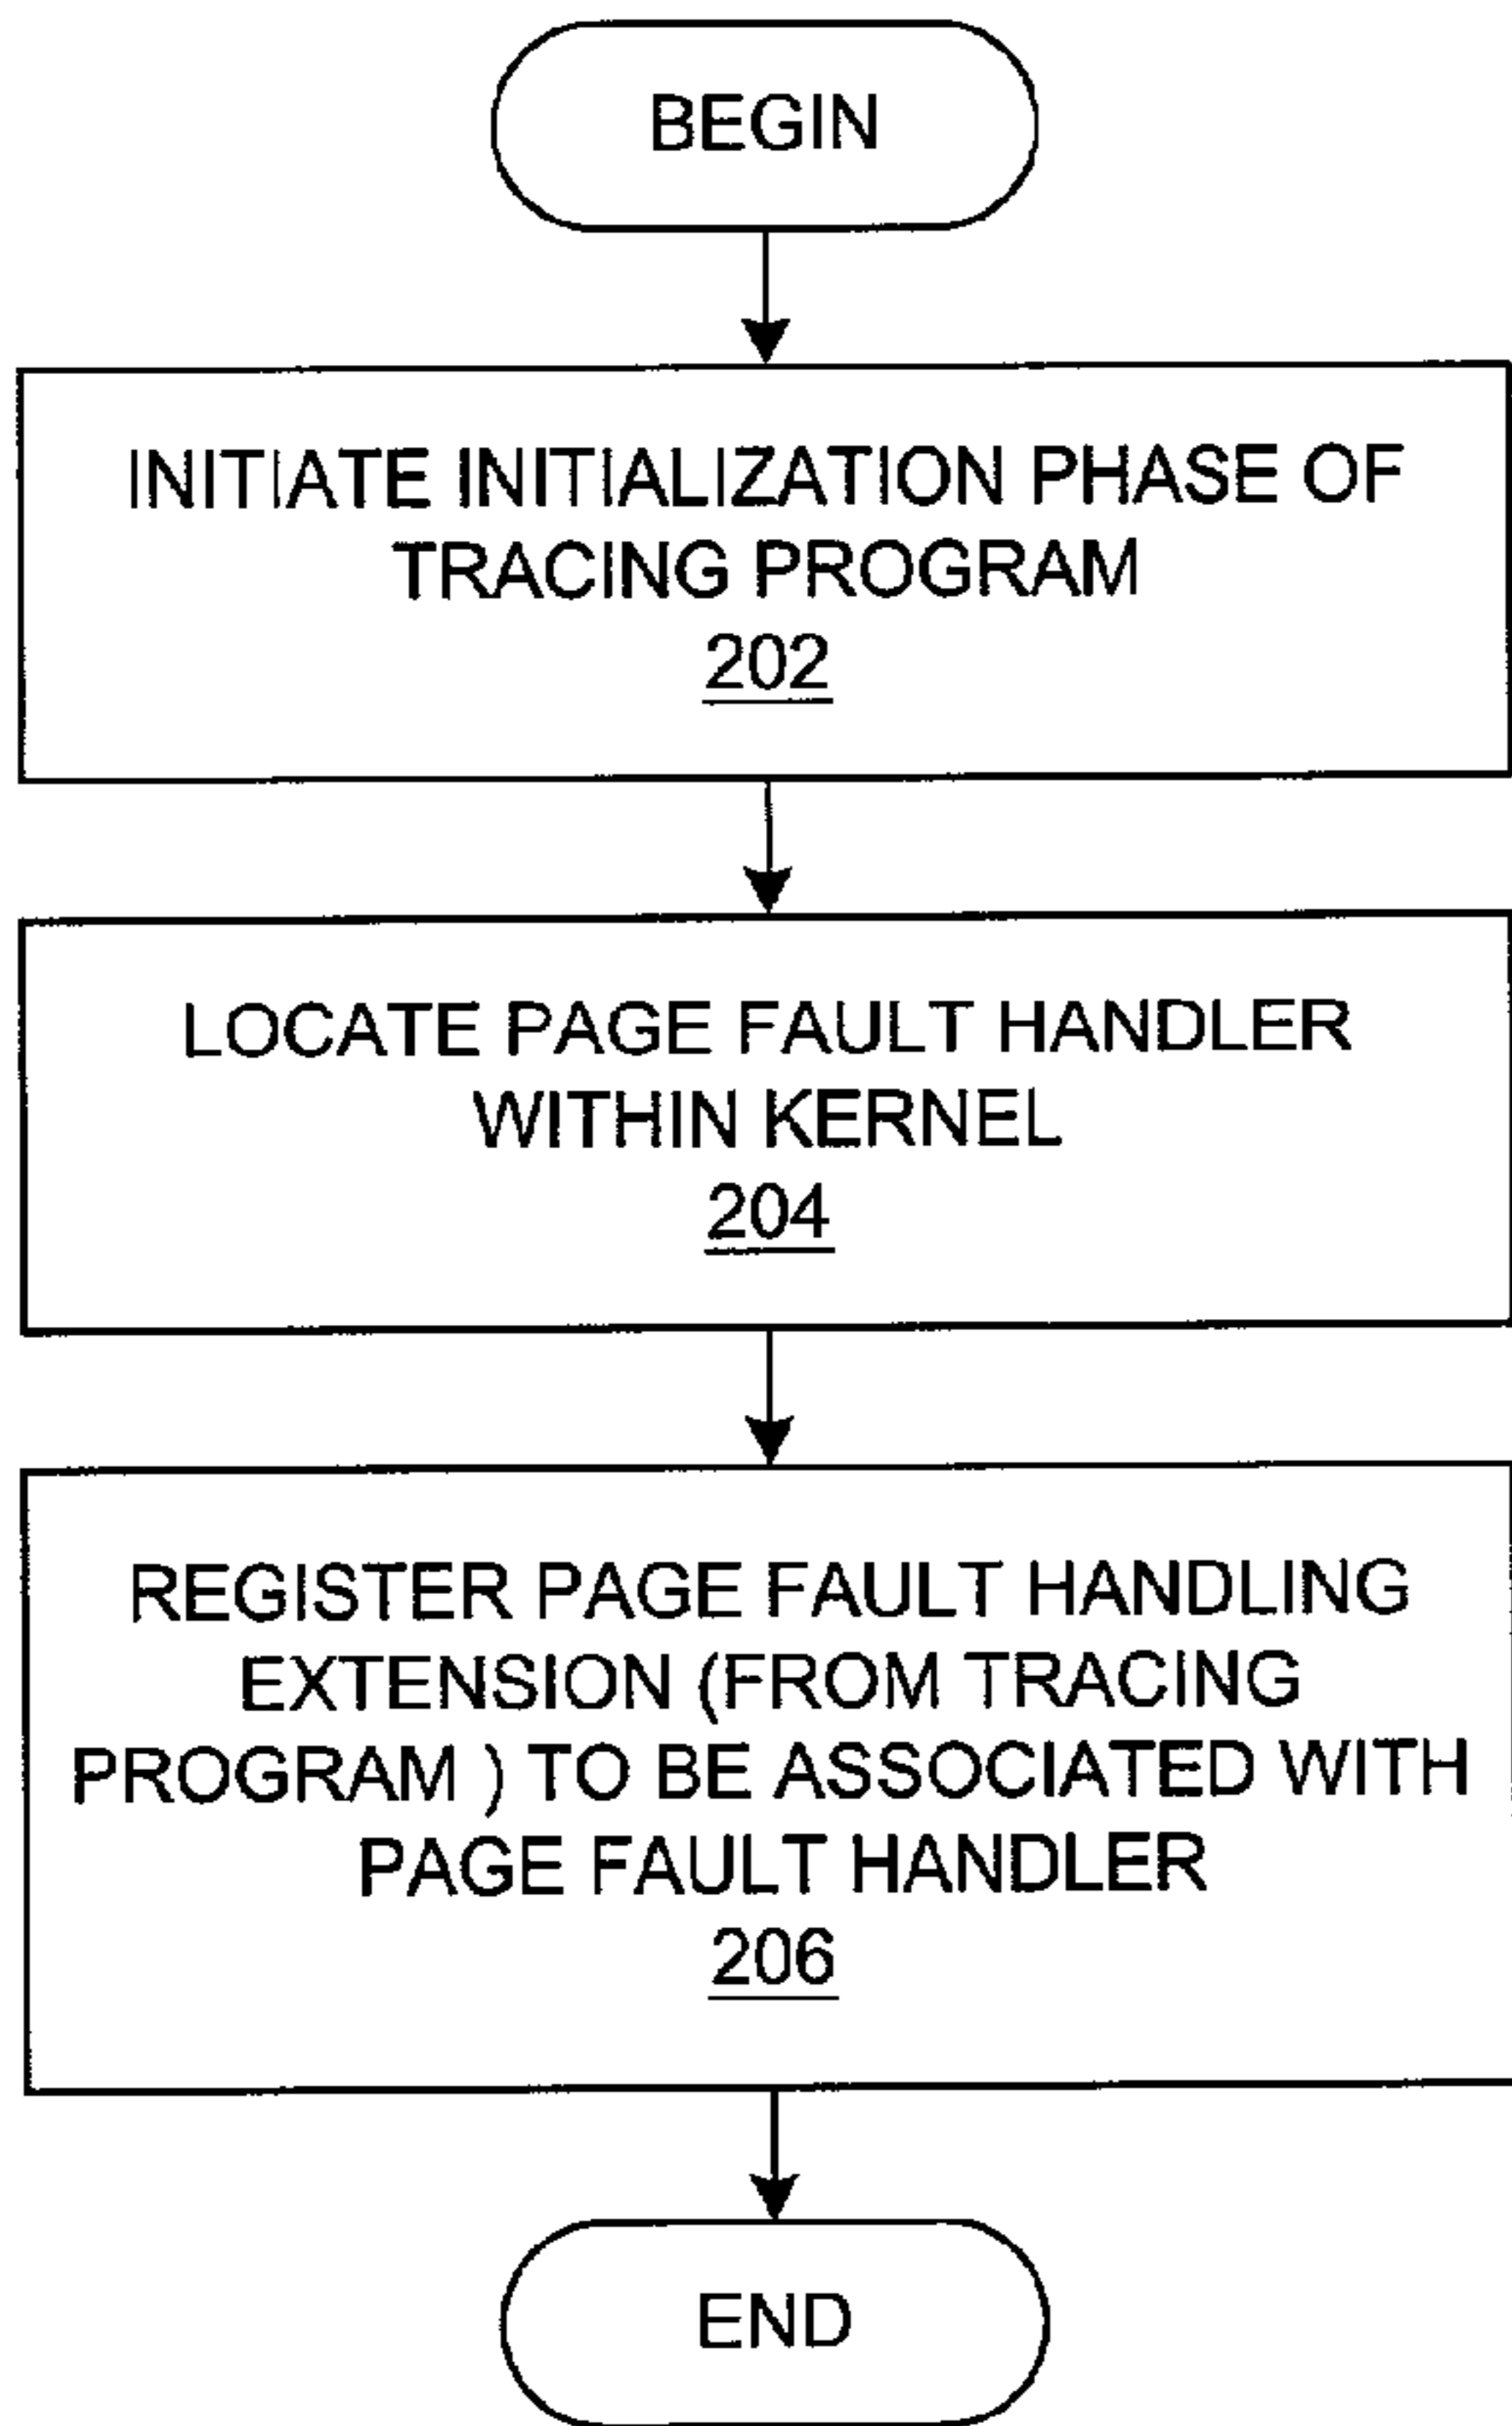 BEGIN
INITIATE INITIALIZATION PHASE OF
TRACING PROGRAM
202
LOCATE PAGE FAULT HANDLER
WITHIN KERNEL
204
REGISTER PAGE FAULT HANDLING
EXTENSION (FROM TRACING
PROGRAM ) TO BE ASSOCIATED WITH
PAGE FAULT HANDLER
206
END